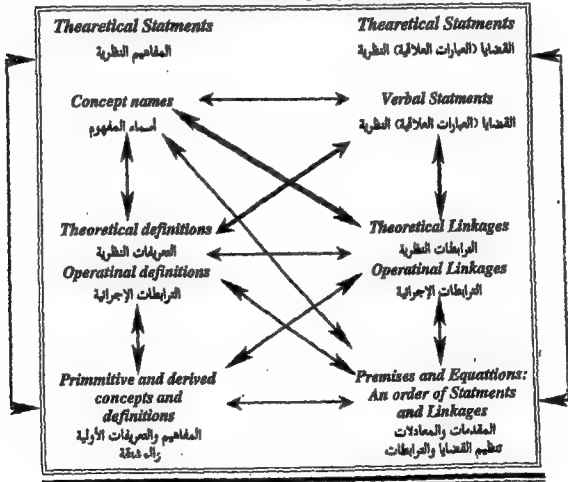 Theoretical Statments
المفاهيم النظرية
Concept names
أسماء المفهوم
Theoretical definitions
التعريفات النظرية
Operatinal definitions
الترابطات الإجرائية
Primmitive and derived
concepts and
definitions
المفاهيم والتعريفات الأولية
والمشتقة
Theoretical Statments
القضايا (العبارات العلاقية) النظرية
Verbal Statments
القضايا (العبارات العلاقية) النظرية
Theoretical Linkages
الترابطات النظرية
Operatinal Linkages
الترابطات الإجرائية
Premises and Equattions:
An order of Statments
and Linkages
المقدمات والمعادلات
تنظيم القضايا والترابطات